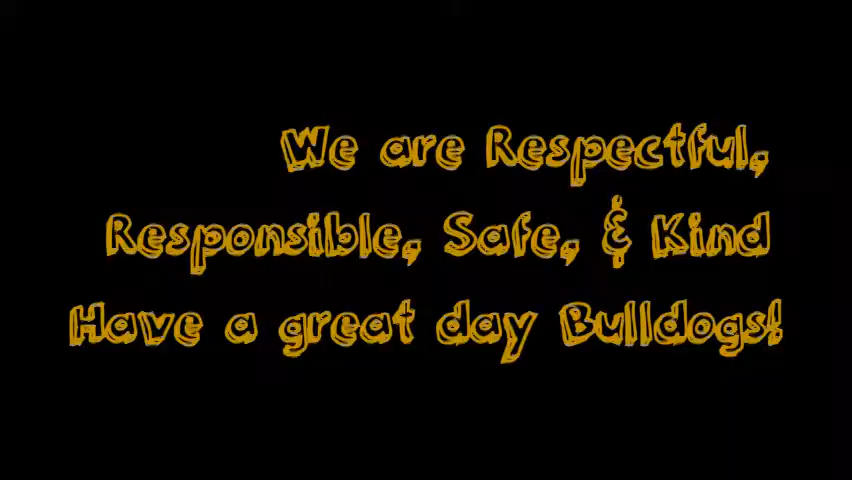 We are Respectful,
Responsible, Safe, & Kind
Have a great day Bulldogs!